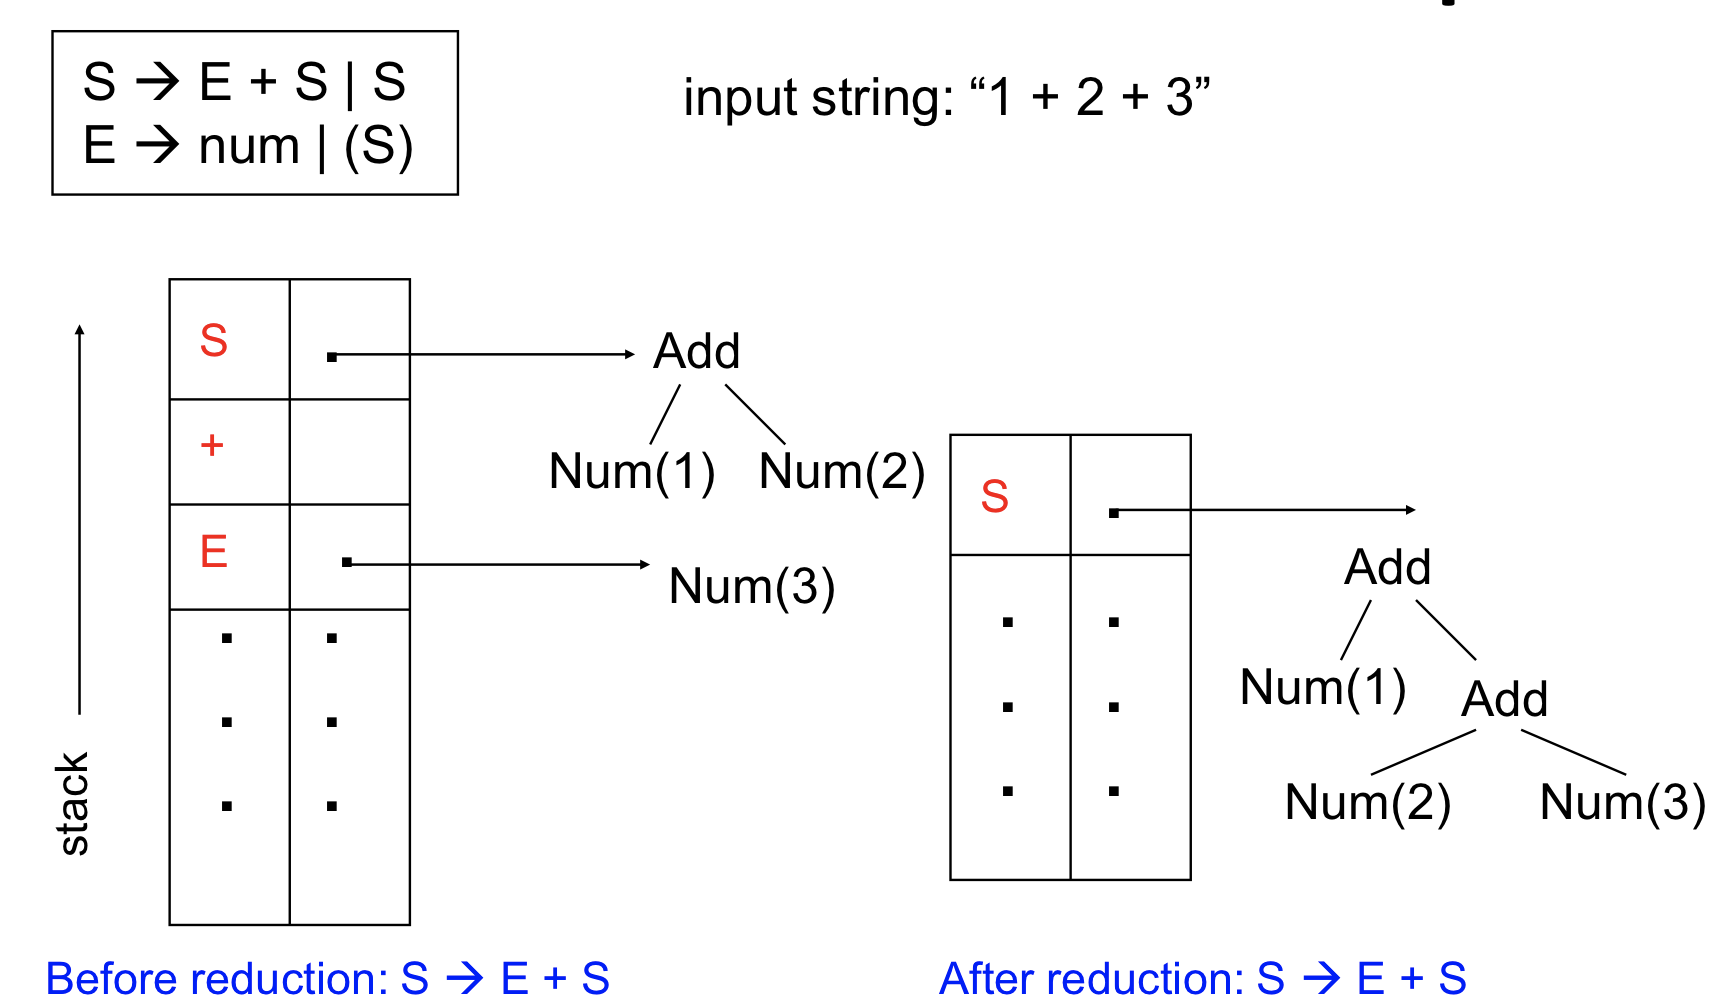 S → E + S | S
E → num | (S)
input string: “1 + 2 + 3”
stack
S
+
E
Add
Num(1) Num(2)
Num(3)
Before reduction: S → E + S
S
Add
Num(1) Add
Num(2) Num(3)
After reduction: S → E + S